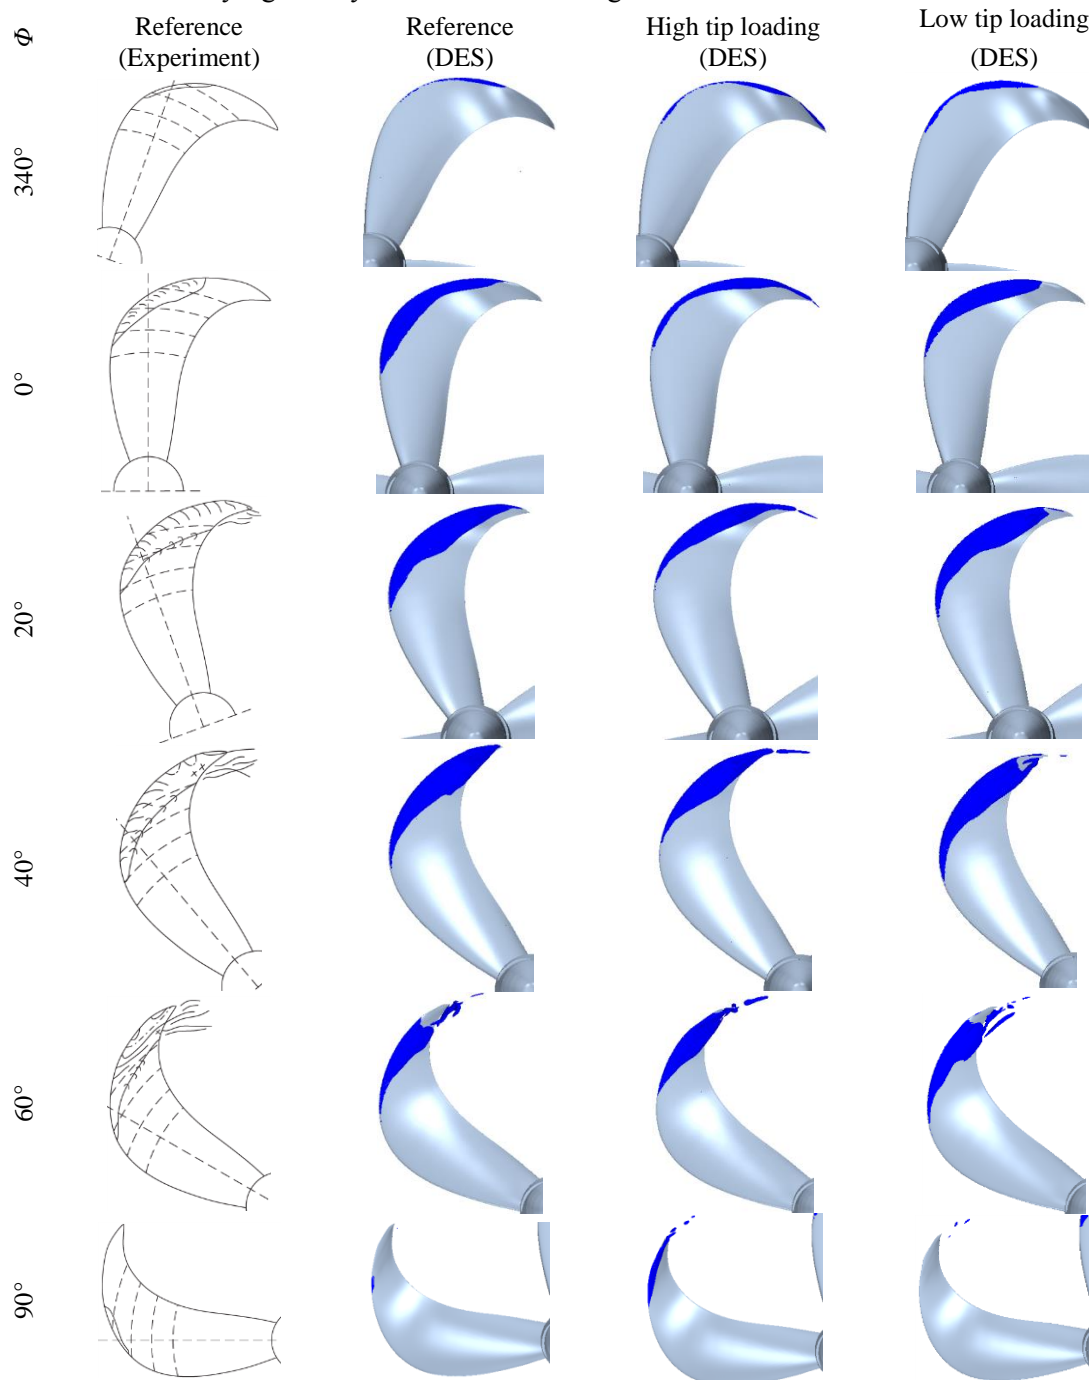 Φ
Reference
(Experiment)
Reference
(DES)
High tip loading
(DES)
Low tip loading
(DES)
340°
0°
20°
40°
60°
90°